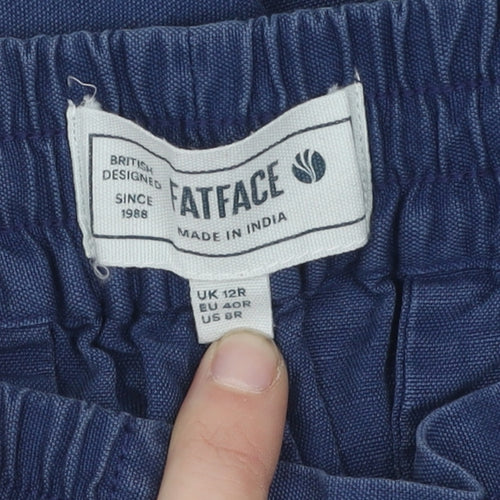 BRITISH
DESIGNED
SINCE
1988
FATFACE
MADE IN INDIA
UK 12R
EU 40R
US 8R